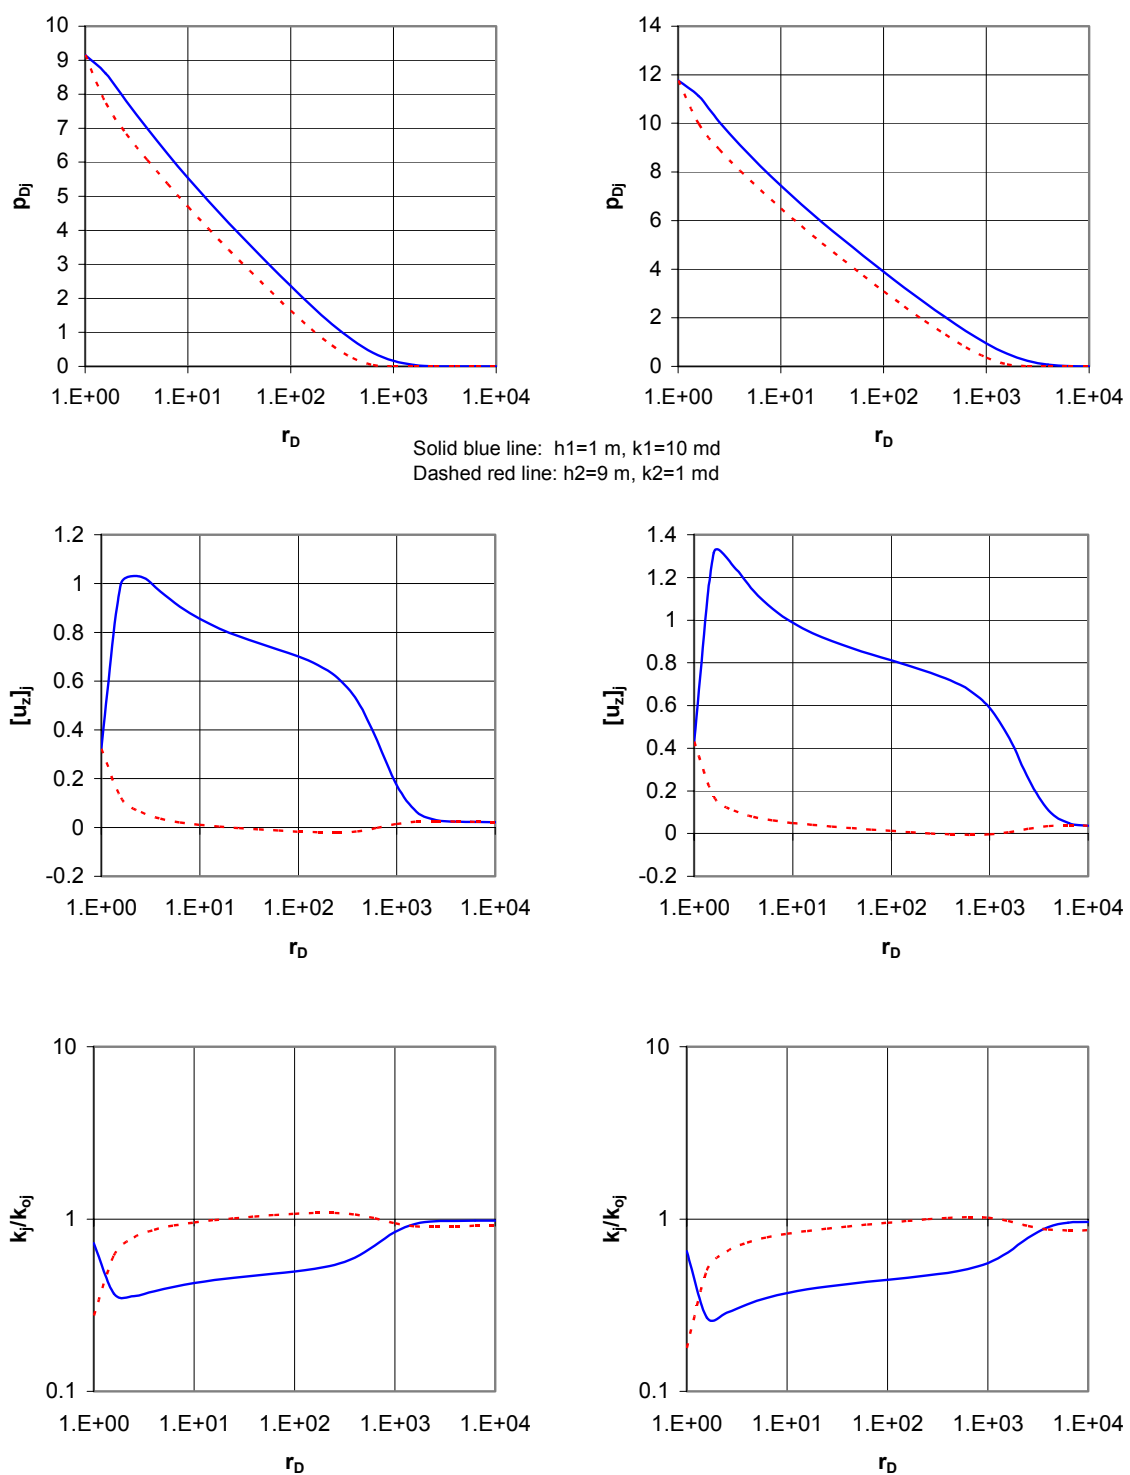 10
9
8
7
6
5
4
3
2
1
0
pDj
1.E+00 1.E+01 1.E+02 1.E+03 1.E+04
rD
14
12
10
8
6
4
2
0
pDj
1.E+00 1.E+01 1.E+02 1.E+03 1.E+04
rD
Solid blue line: h1=1 m, k1=10 md
Dashed red line: h2=9 m, k2=1 md
1.2
1
0.8
0.6
0.4
0.2
0
-0.2
[uz]j
1.E+00 1.E+01 1.E+02 1.E+03 1.E+04
rD
1.4
1.2
1
0.8
0.6
0.4
0.2
0
-0.2
[uz]j
1.E+00 1.E+01 1.E+02 1.E+03 1.E+04
rD
10
1
0.1
kj/koj
1.E+00 1.E+01 1.E+02 1.E+03 1.E+04
rD
10
1
0.1
kj/koj
1.E+00 1.E+01 1.E+02 1.E+03 1.E+04
rD